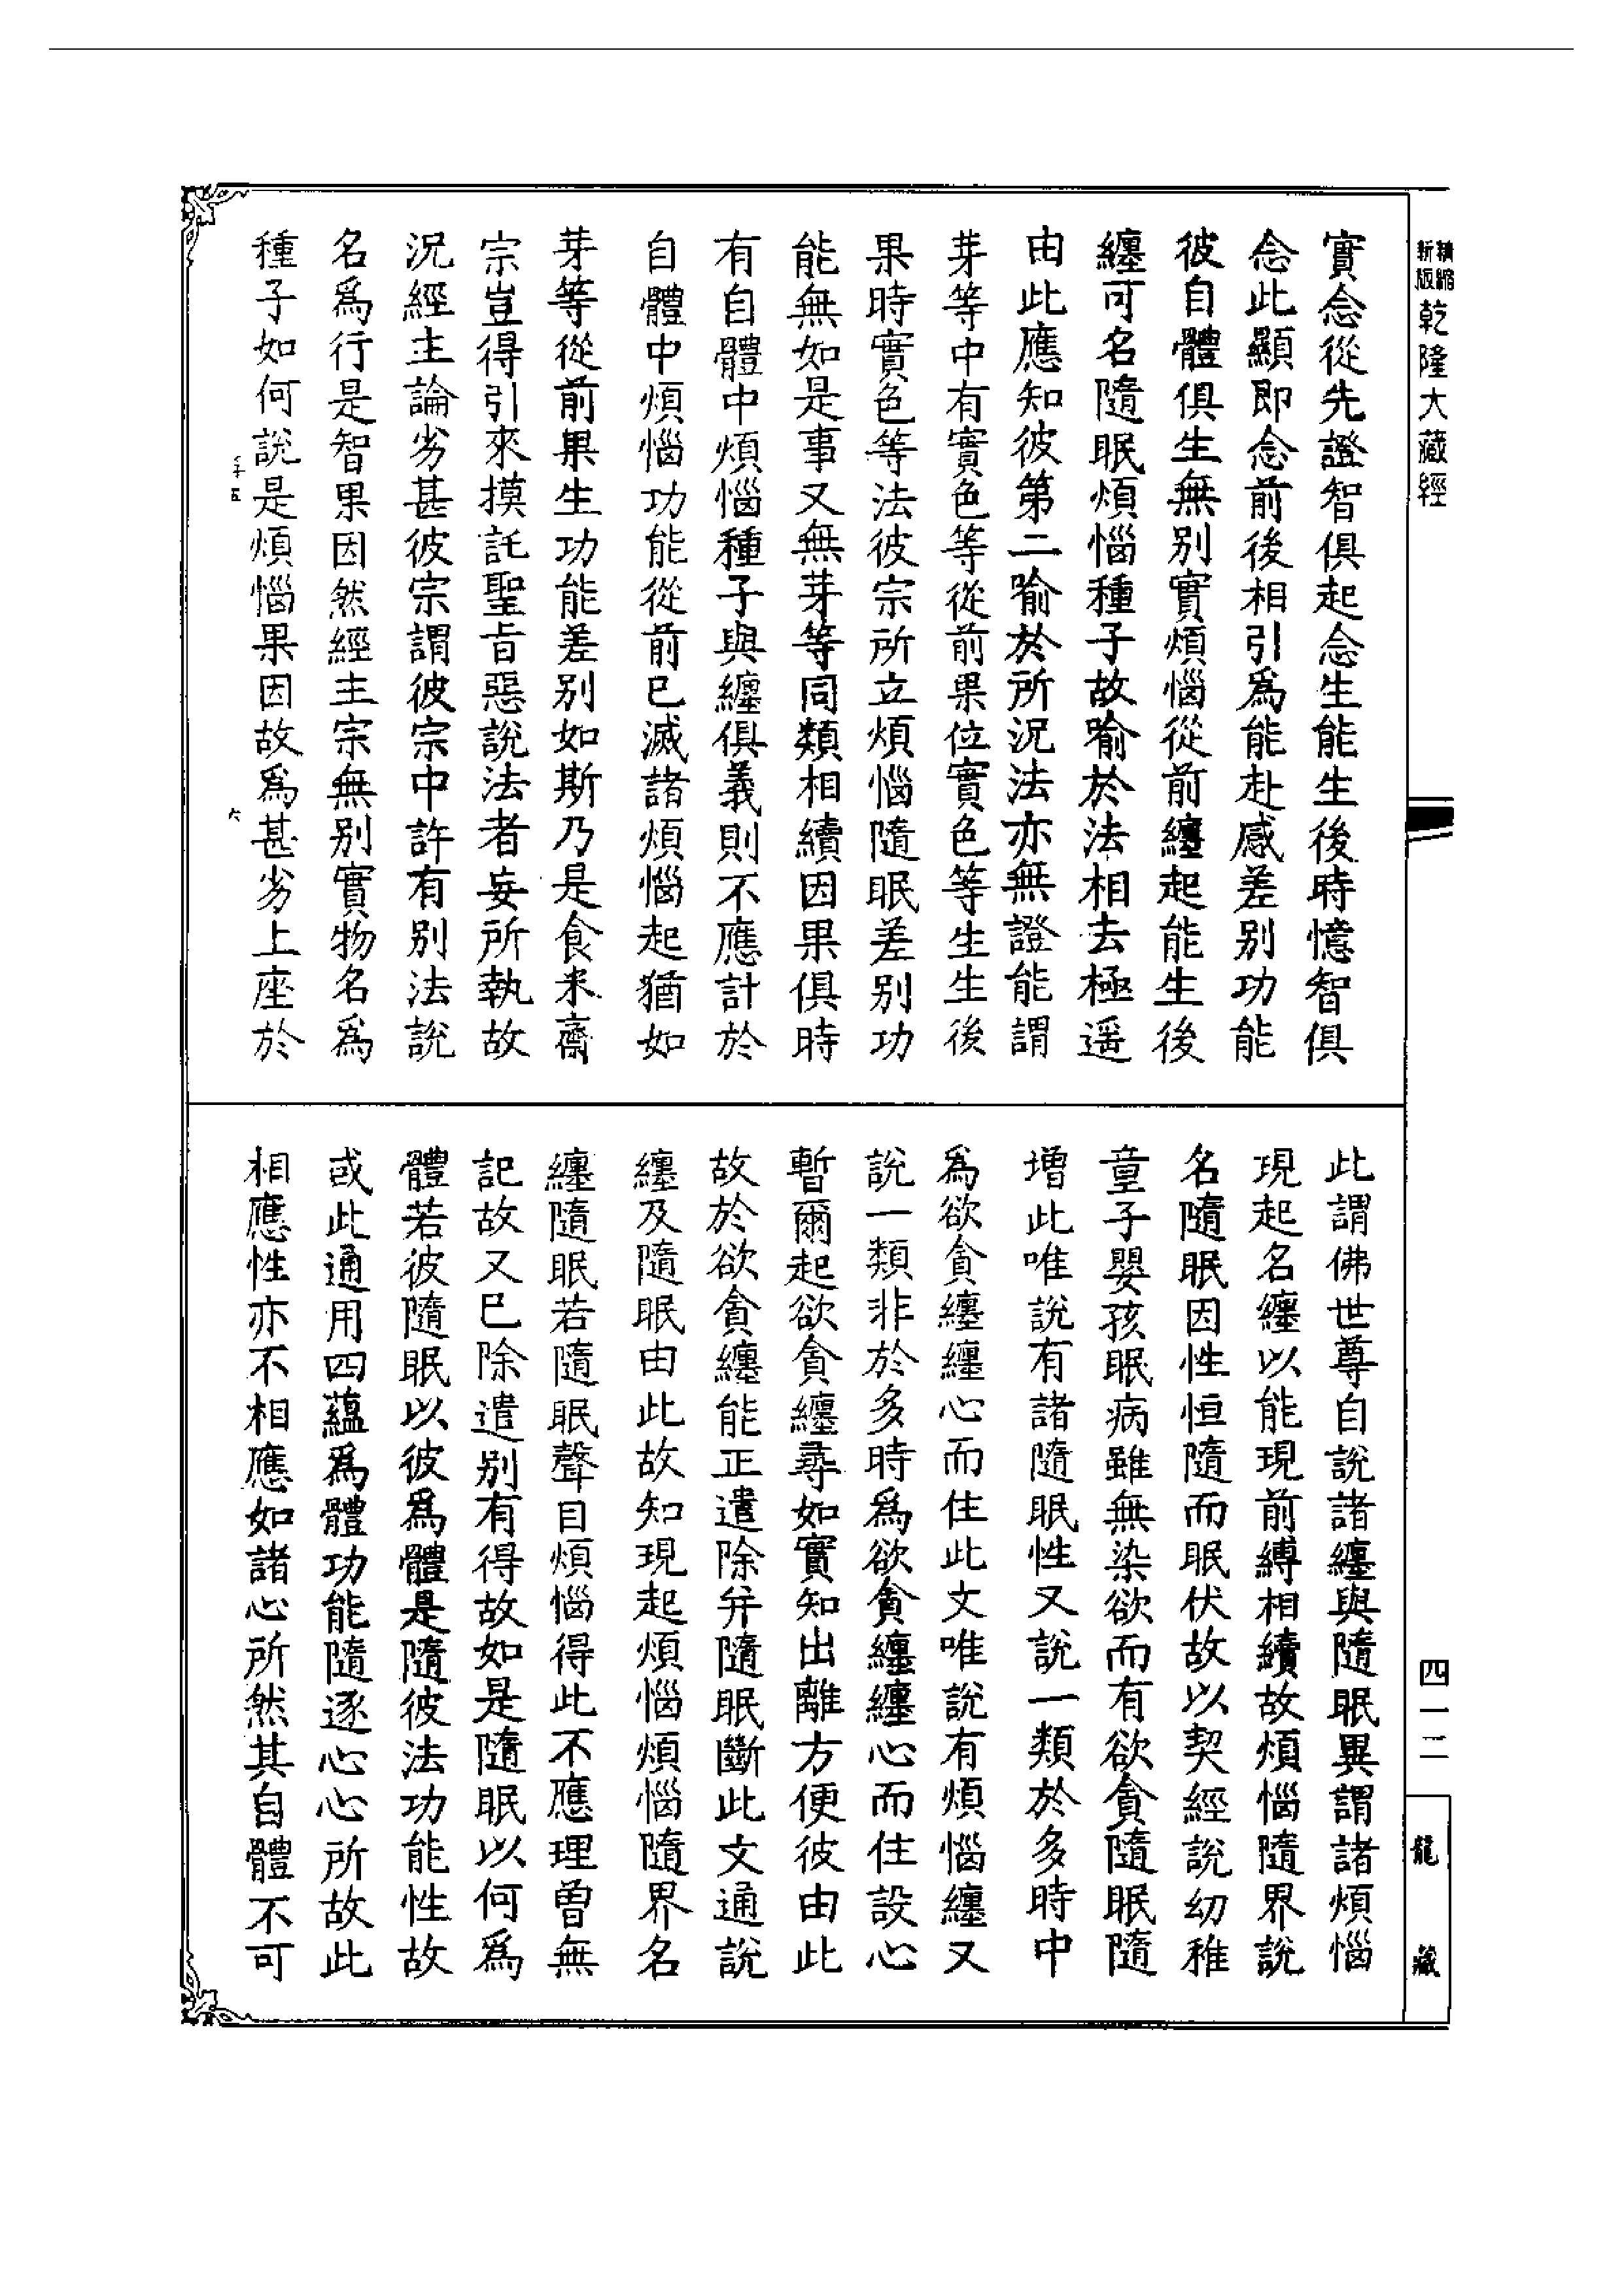 精縮新版乾隆大藏經
實念從先證智俱起念生能生後時憶智俱
念此顯即念前後相引為能赴感差别功能
彼自體俱生無别實煩惱從前纏起能生後
纏可名隨眠煩惱種子故喻於法相去極遥
由此應知彼第二喻於所況法亦無證能謂
芽等中有實色等從前果位實色等生生後
果時實色等法彼宗所立煩惱隨眠差别功
能無如是事又無芽等同類相續因果俱時
有自體中煩惱種子與纏俱義則不應計於
自體中煩惱功能從前已滅諸煩惱起猶如
芽等從前果生功能差别如斯乃是食米齋
宗豈得引來摸託聖旨惡說法者妄所執故
況經主論劣甚彼宗謂彼宗中許有别法說
名為行是智果因然經主宗無别實物名為
種子如何說是煩惱果因故為甚劣上座於
六
此謂佛世尊自說諸纏與隨眠異謂諸煩惱
現起名纏以能現前縛相續故煩惱隨界說
名隨眠因性恒隨而眠伏故以契經說幼稚
童子嬰孩眠病雖無染欲而有欲貪隨眠隨
增此唯說有諸隨眠性又說一類於多時中
為欲貪纏纏心而住此文唯說有煩惱纏又
說一類非於多時為欲貪纏纏心而住設心
暫爾起欲貪纏尋如實知出離方便彼由此
故於欲貪纏能正遣除并隨眠斷此文通說
纏及隨眠由此故知現起煩惱煩惱隨界名
纏隨眠若隨眠聲目煩惱得此不應理曾無
記故又已除遣别有得故如是隨眠以何為
體若彼隨眠以彼為體是隨彼法功能性故
或此通用四蘊為體功能隨逐心心所故此
相應性亦不相應如諸心所然其自體不可
四一二
龍藏